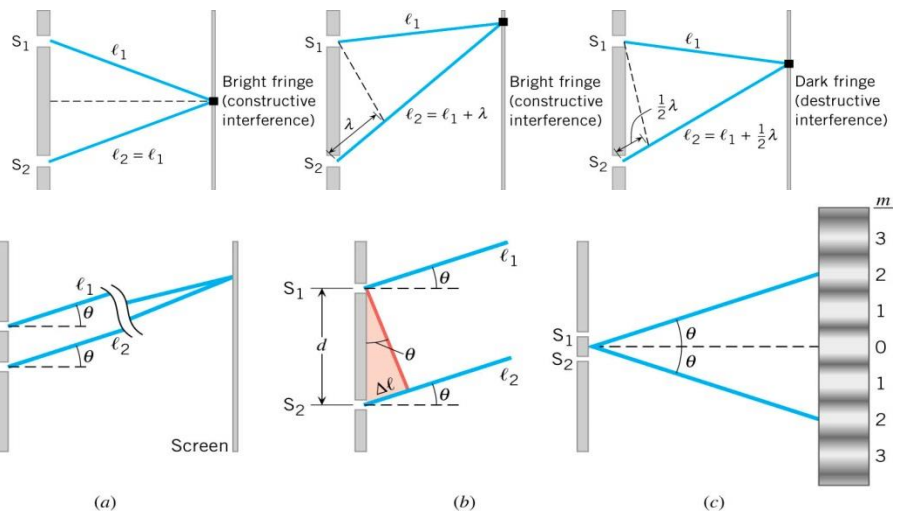 (a)
(b)
(c)
S1
ℓ1
S2
ℓ2 = ℓ1
Bright fringe
(constructive
interference)
S1
ℓ1
λ
ℓ2 = ℓ1 + λ
S2
Bright fringe
(constructive
interference)
S1
ℓ1
1/2λ
ℓ2 = ℓ1 + 1/2λ
S2
Dark fringe
(destructive
interference)
ℓ1
θ
ℓ2
θ
Screen
S1
ℓ1
θ
d
θ
Δℓ
ℓ2
θ
S2
m
3
2
1
S1
0
S2
θ
θ
1
2
3
(a)
(b)
(c)